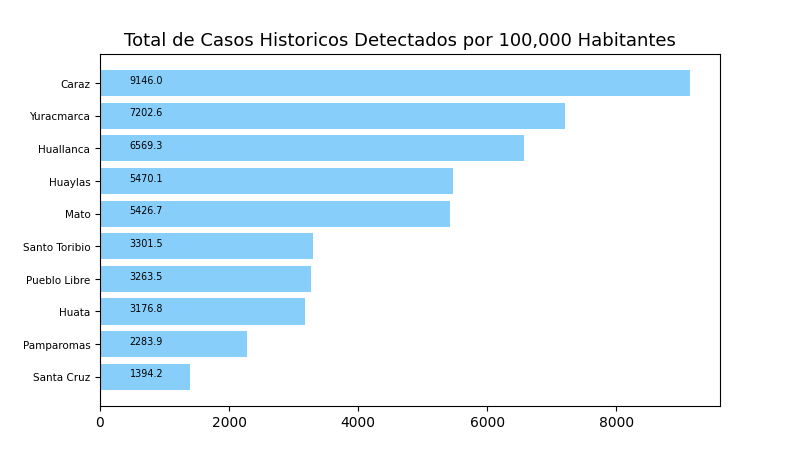 Total de Casos Historicos Detectados por 100,000 Habitantes
Caraz 9146.0
Yuracmarca 7202.6
Huallanca 6569.3
Huaylas 5470.1
Mato 5426.7
Santo Toribio 3301.5
Pueblo Libre 3263.5
Huata 3176.8
Pamparomas 2283.9
Santa Cruz 1394.2
0 2000 4000 6000 8000